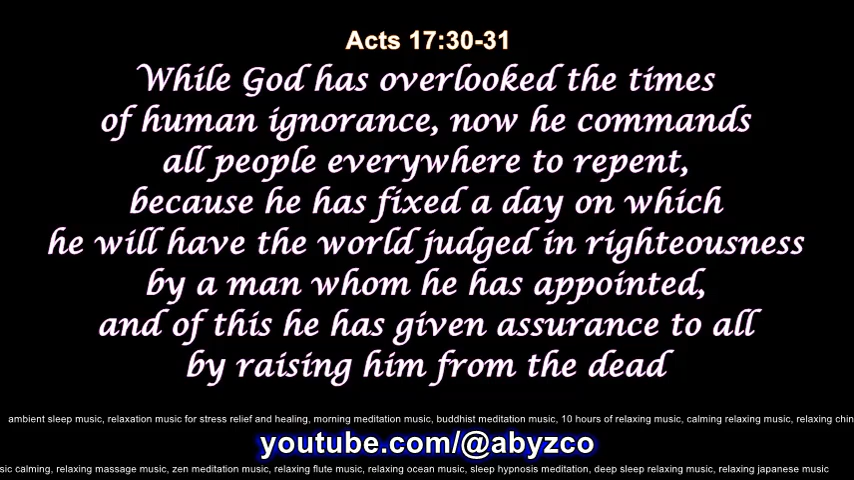 Acts 17:30-31
While God has overlooked the times
of human ignorance, now he commands
all people everywhere to repent,
because he has fixed a day on which
he will have the world judged in righteousness
by a man whom he has appointed,
and of this he has given assurance to all
by raising him from the dead
ambient sleep music, relaxation music for stress relief and healing, morning meditation music, buddhist meditation music, 10 hours of relaxing music, calming relaxing music, relaxing chin
youtube.com/@abyzco
sic calming, relaxing massage music, zen meditation music, relaxing flute music, relaxing ocean music, sleep hypnosis meditation, deep sleep relaxing music, relaxing japanese music